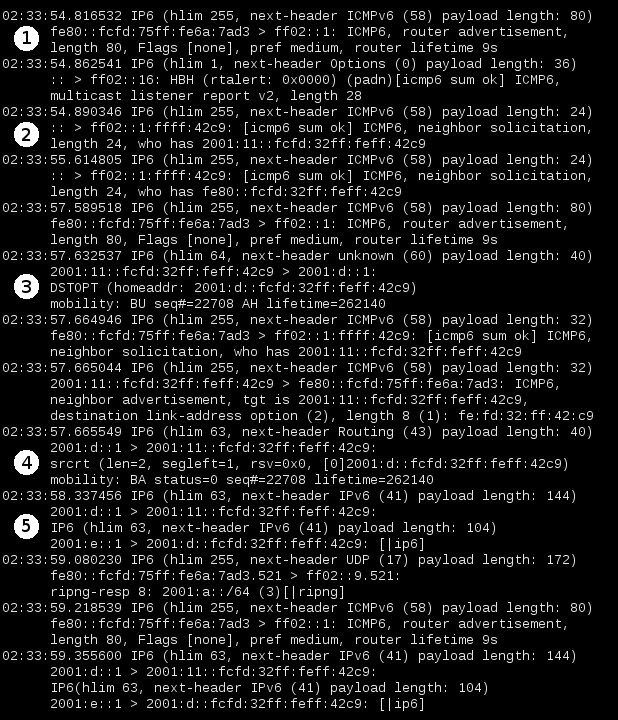 02:33:54.816532 IP6 (hlim 255, next-header ICMPv6 (58) payload length: 80)
1 fe80::fcfd:75ff:fe6a:7ad3 > ff02::1: ICMP6, router advertisement,
length 80, Flags [none], pref medium, router lifetime 9s
02:33:54.862541 IP6 (hlim 1, next-header Options (0) payload length: 36)
:: > ff02::16: HBH (rtalert: 0x0000) (padn)[icmp6 sum ok] ICMP6,
multicast listener report v2, length 28
02:33:54.890346 IP6 (hlim 255, next-header ICMPv6 (58) payload length: 24)
2 :: > ff02::1:ffff:42c9: [icmp6 sum ok] ICMP6, neighbor solicitation,
length 24, who has 2001:11::fcfd:32ff:feff:42c9
02:33:55.614805 IP6 (hlim 255, next-header ICMPv6 (58) payload length: 24)
:: > ff02::1:ffff:42c9: [icmp6 sum ok] ICMP6, neighbor solicitation,
length 24, who has fe80::fcfd:32ff:feff:42c9
02:33:57.589518 IP6 (hlim 255, next-header ICMPv6 (58) payload length: 80)
fe80::fcfd:75ff:fe6a:7ad3 > ff02::1: ICMP6, router advertisement,
length 80, Flags [none], pref medium, router lifetime 9s
02:33:57.632537 IP6 (hlim 64, next-header unknown (60) payload length: 40)
2001:11::fcfd:32ff:feff:42c9 > 2001:d::1:
3 DSTOPT (homeaddr: 2001:d::fcfd:32ff:feff:42c9)
mobility: BU seq#=22708 AH lifetime=262140
02:33:57.664946 IP6 (hlim 255, next-header ICMPv6 (58) payload length: 32)
fe80::fcfd:75ff:fe6a:7ad3 > ff02::1:ffff:42c9: [icmp6 sum ok] ICMP6,
neighbor solicitation, who has 2001:11::fcfd:32ff:feff:42c9
02:33:57.665044 IP6 (hlim 255, next-header ICMPv6 (58) payload length: 32)
2001:11::fcfd:32ff:feff:42c9 > fe80::fcfd:75ff:fe6a:7ad3: ICMP6,
neighbor advertisement, tgt is 2001:11::fcfd:32ff:feff:42c9,
destination link-address option (2), length 8 (1): fe:fd:32:ff:42:c9
02:33:57.665549 IP6 (hlim 63, next-header Routing (43) payload length: 40)
2001:d::1 > 2001:11::fcfd:32ff:feff:42c9:
4 srcrt (len=2, segleft=1, rsv=0x0, [0]2001:d::fcfd:32ff:feff:42c9)
mobility: BA status=0 seq#=22708 lifetime=262140
02:33:58.337456 IP6 (hlim 63, next-header IPv6 (41) payload length: 144)
2001:d::1 > 2001:11::fcfd:32ff:feff:42c9:
5 IP6 (hlim 63, next-header IPv6 (41) payload length: 104)
2001:e::1 > 2001:d::fcfd:32ff:feff:42c9: [|ip6]
02:33:59.080230 IP6 (hlim 255, next-header UDP (17) payload length: 172)
fe80::fcfd:75ff:fe6a:7ad3.521 > ff02::9.521:
ripng-resp 8: 2001:a::/64 (3)[|ripng]
02:33:59.218539 IP6 (hlim 255, next-header ICMPv6 (58) payload length: 80)
fe80::fcfd:75ff:fe6a:7ad3 > ff02::1: ICMP6, router advertisement,
length 80, Flags [none], pref medium, router lifetime 9s
02:33:59.355600 IP6 (hlim 63, next-header IPv6 (41) payload length: 144)
2001:d::1 > 2001:11::fcfd:32ff:feff:42c9:
IP6(hlim 63, next-header IPv6 (41) payload length: 104)
2001:e::1 > 2001:d::fcfd:32ff:feff:42c9: [|ip6]